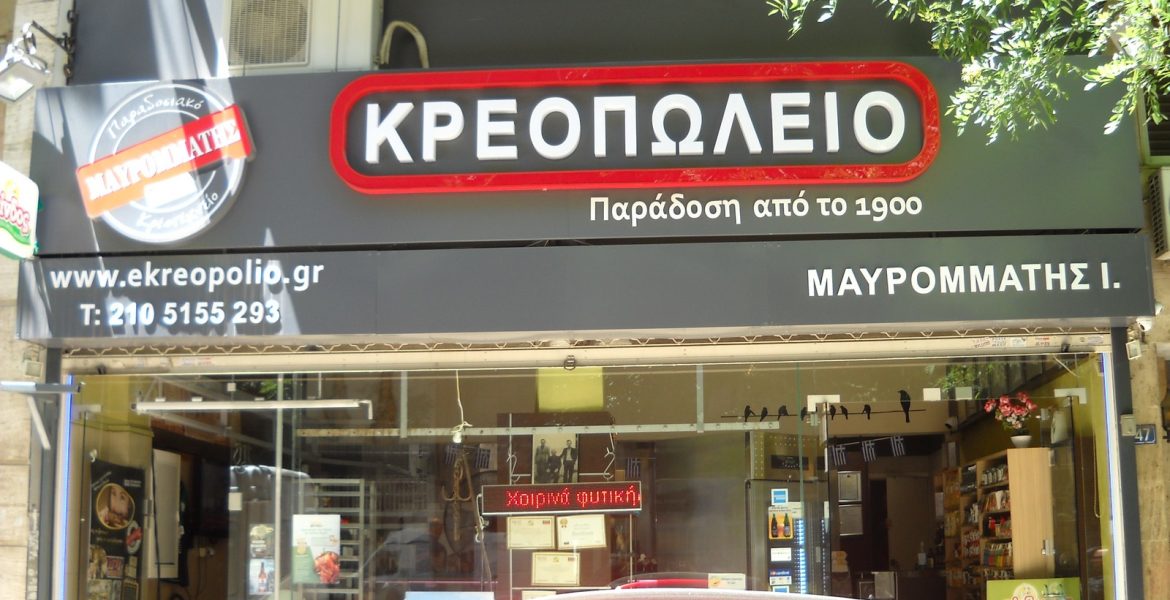 Παραδοσιακό
ΜΑΥΡΟΜΜΑΤΗΣ
Κρεοπωλείο
ΚΡΕΟΠΩΛΕΙΟ
Παράδοση από το 1900
www.ekreopolio.gr
T: 210 5155 293
ΜΑΥΡΟΜΜΑΤΗΣ Ι.
Χοιρινά φυτική
47